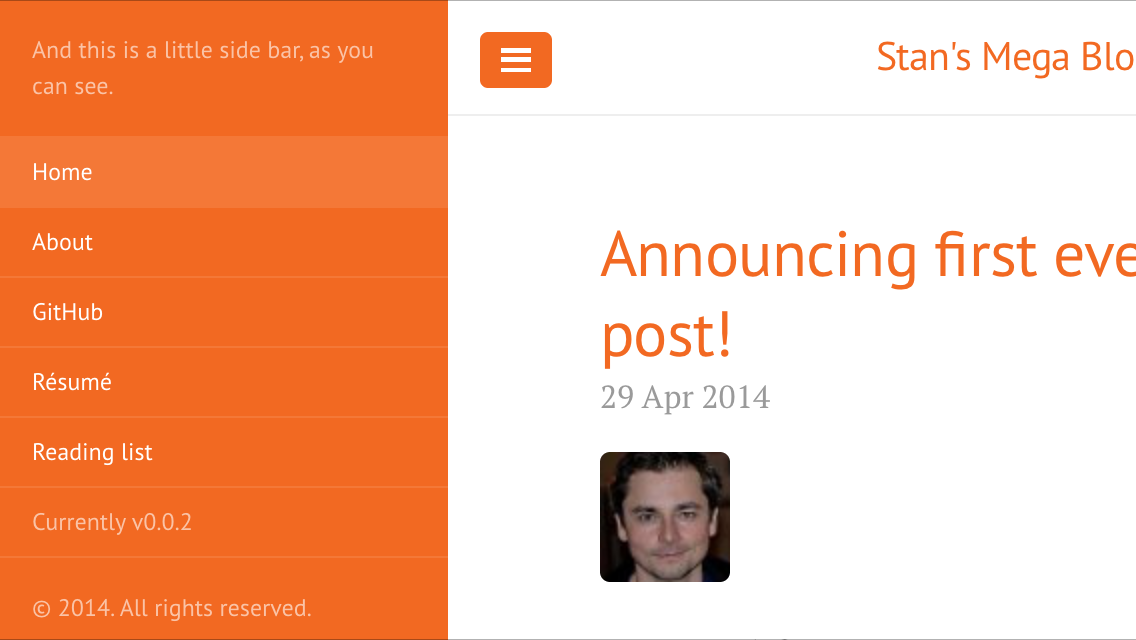 And this is a little side bar, as you
can see.
Home
About
GitHub
Résumé
Reading list
Currently v0.0.2
© 2014. All rights reserved.
Stan's Mega Blo
Announcing first eve
post!
29 Apr 2014